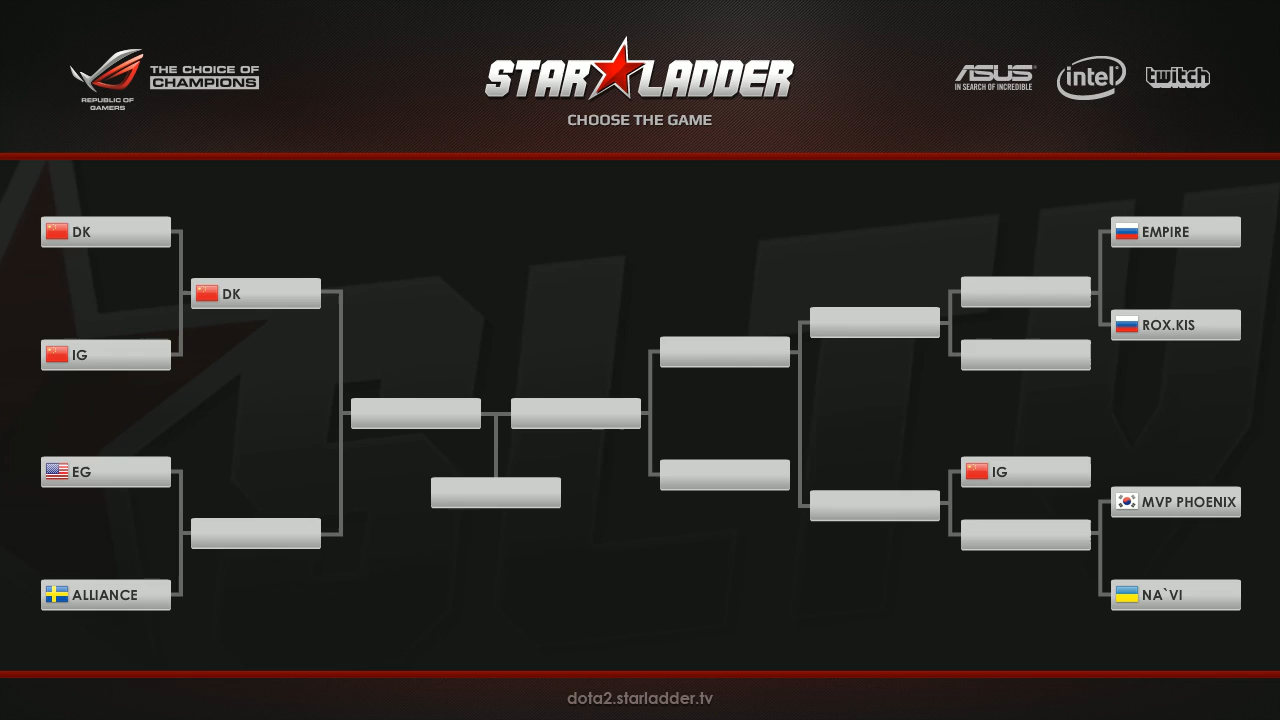 THE CHOICE OF
CHAMPIONS
REPUBLIC OF
GAMERS
STAR LADDER
CHOOSE THE GAME
ASUS
IN SEARCH OF INCREDIBLE
intel
twitch
DK
IG
DK
EG
ALLIANCE
EMPIRE
ROX.KIS
IG
MVP PHOENIX
NA`VI
dota2.starladder.tv